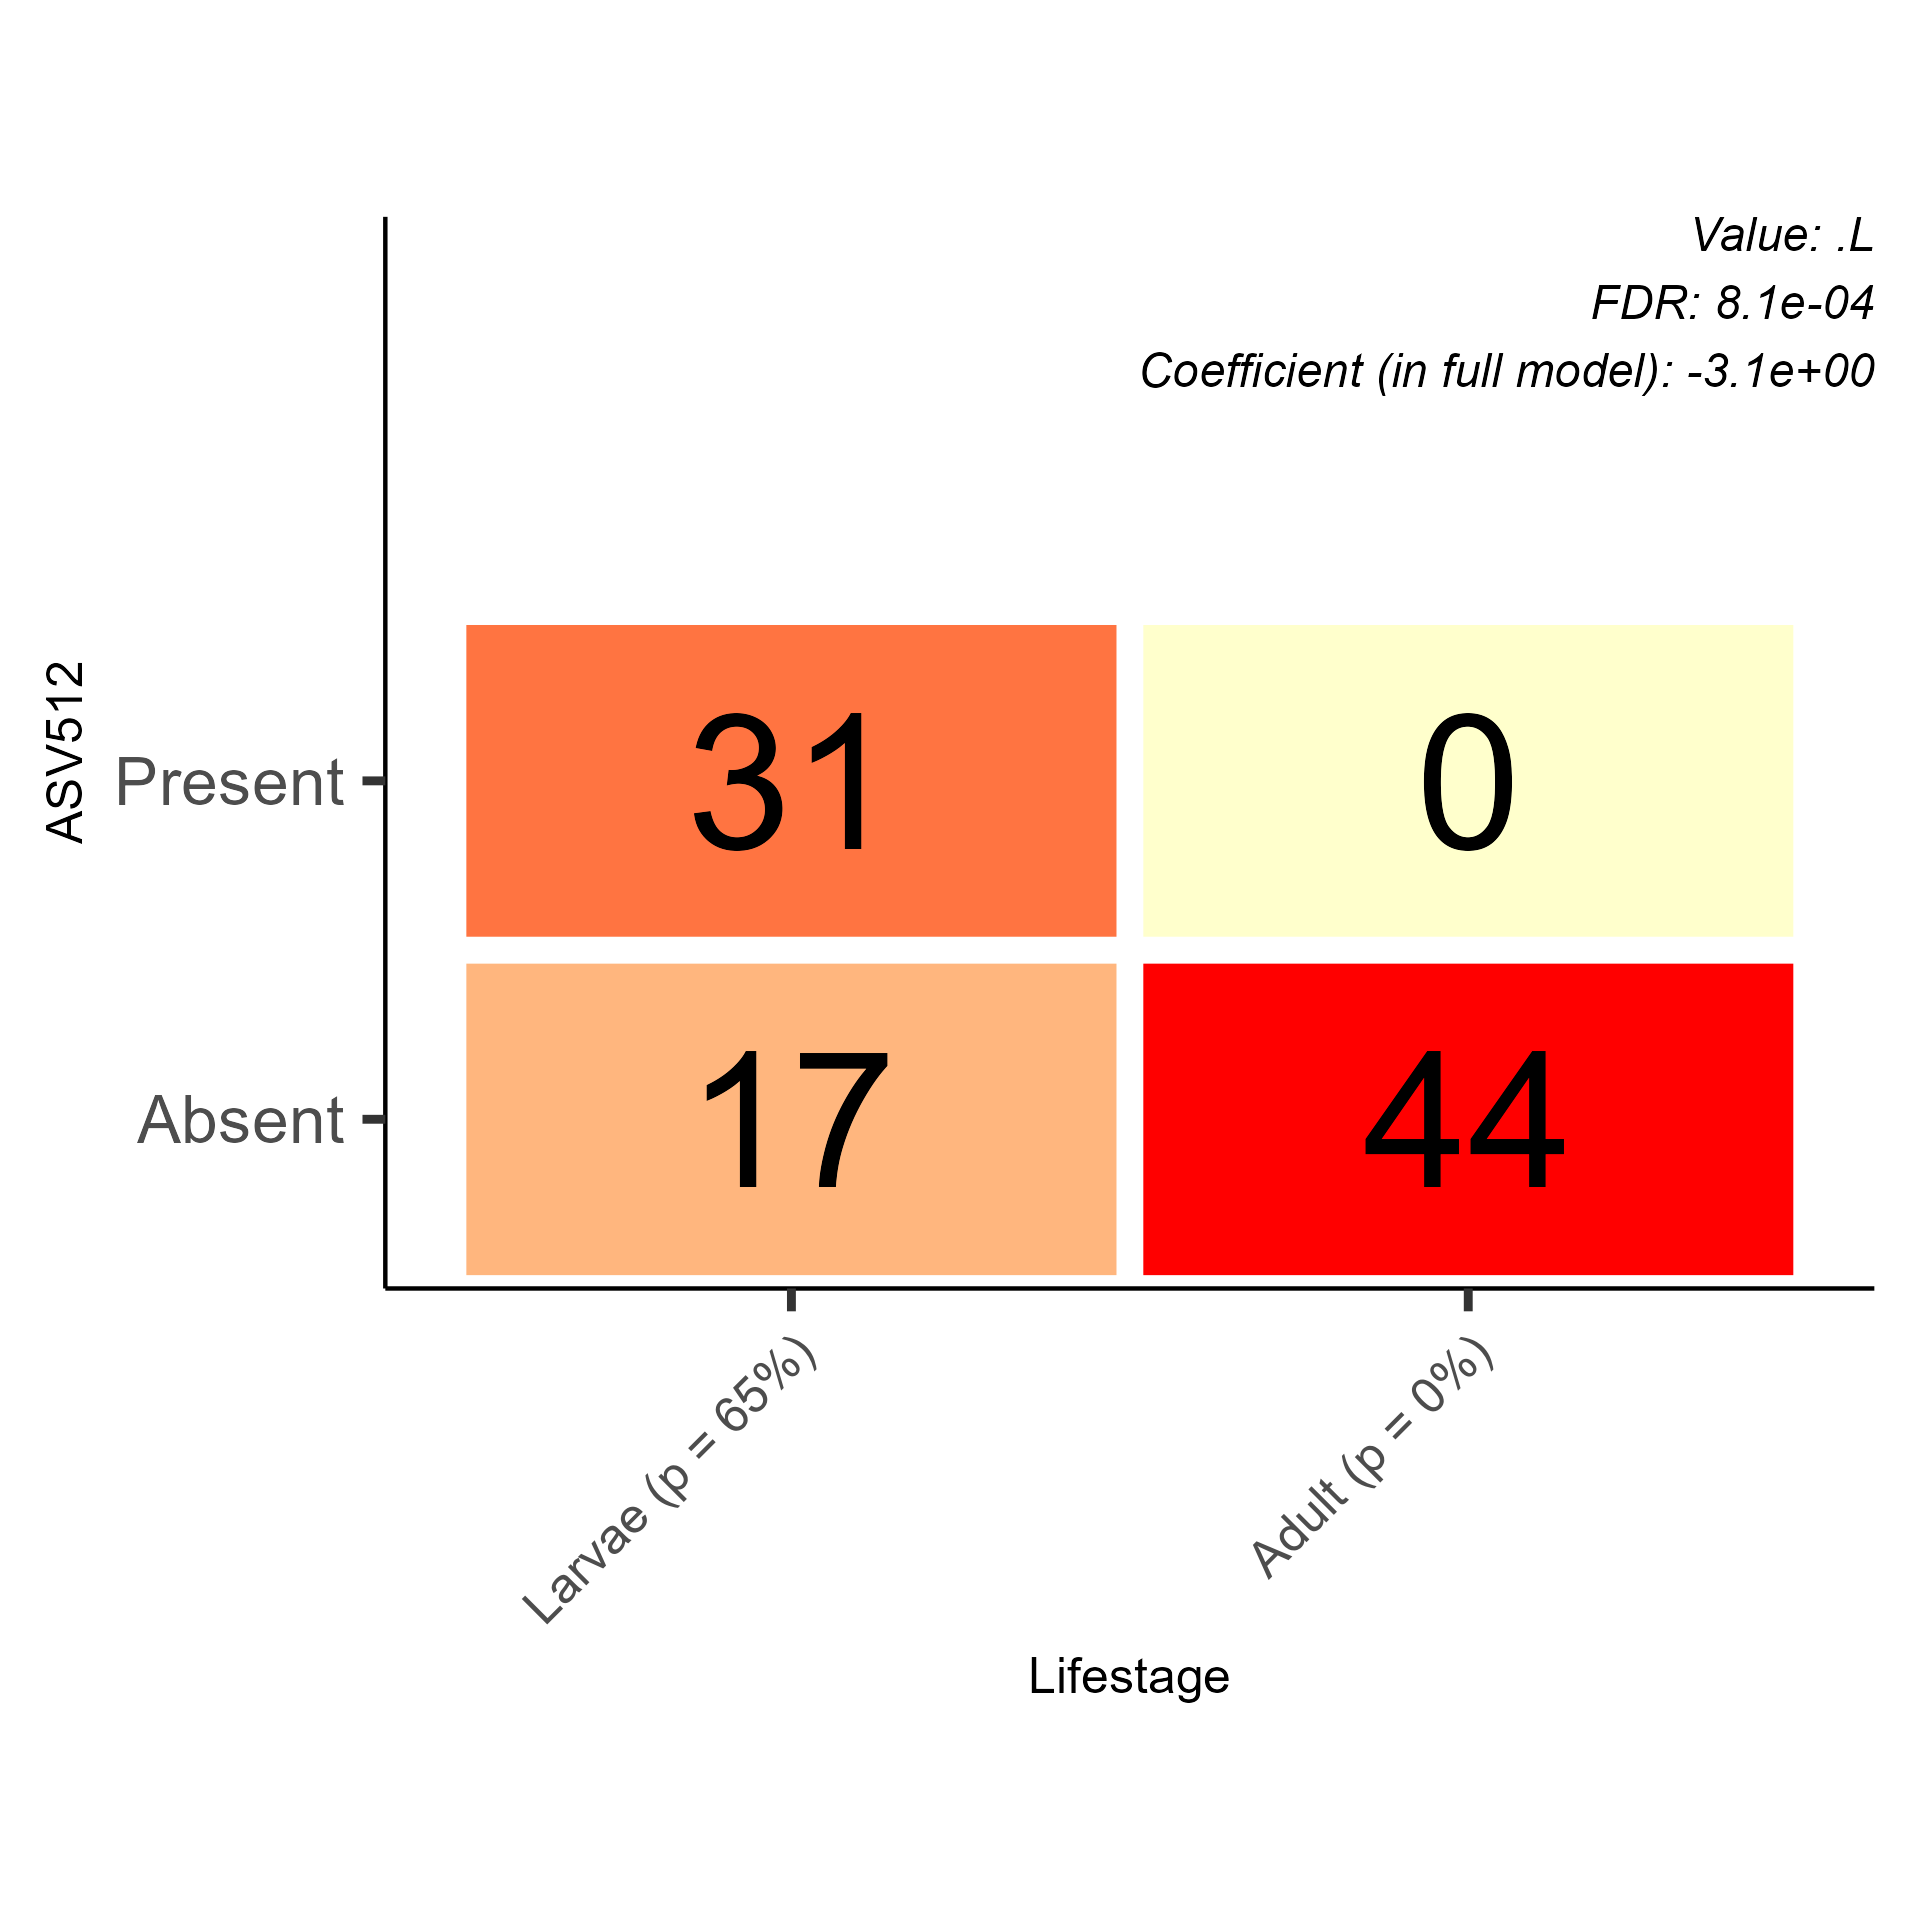 Value: .L
FDR: 8.1e-04
Coefficient (in full model): -3.1e+00
ASV512
Present
31
0
Absent
17
44
Larvae (p = 65%)
Adult (p = 0%)
Lifestage